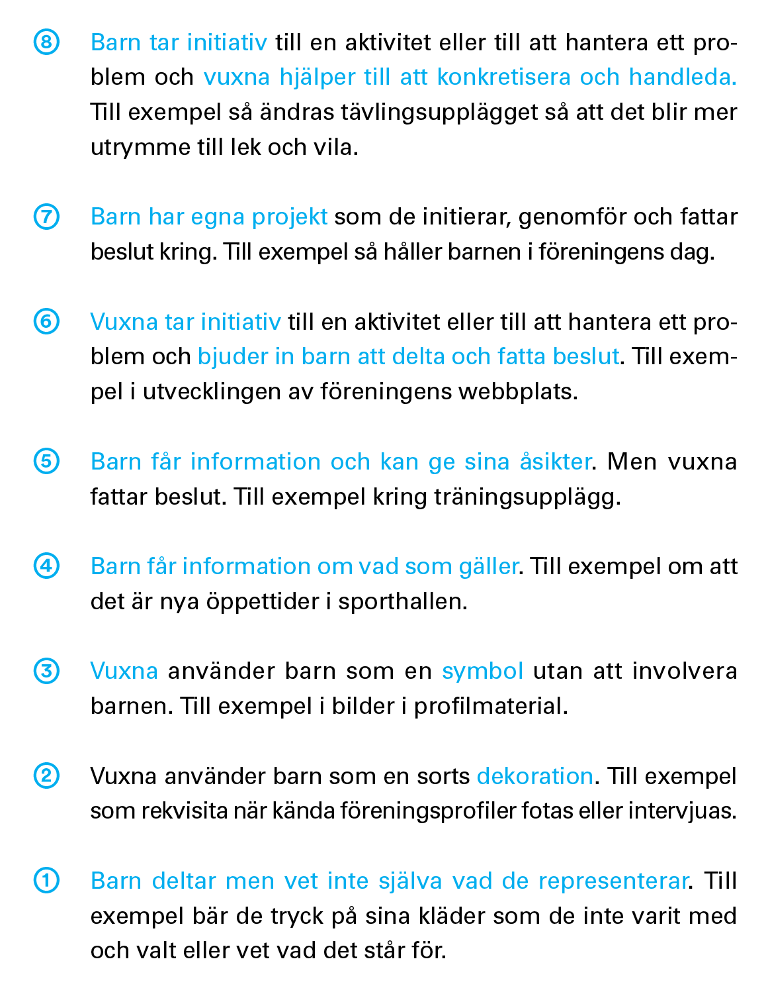 8 Barn tar initiativ till en aktivitet eller till att hantera ett pro-
blem och vuxna hjälper till att konkretisera och handleda.
Till exempel så ändras tävlingsupplägget så att det blir mer
utrymme till lek och vila.
7 Barn har egna projekt som de initierar, genomför och fattar
beslut kring. Till exempel så håller barnen i föreningens dag.
6 Vuxna tar initiativ till en aktivitet eller till att hantera ett pro-
blem och bjuder in barn att delta och fatta beslut. Till exem-
pel i utvecklingen av föreningens webbplats.
5 Barn får information och kan ge sina åsikter. Men vuxna
fattar beslut. Till exempel kring träningsupplägg.
4 Barn får information om vad som gäller. Till exempel om att
det är nya öppettider i sporthallen.
3 Vuxna använder barn som en symbol utan att involvera
barnen. Till exempel i bilder i profilmaterial.
2 Vuxna använder barn som en sorts dekoration. Till exempel
som rekvisita när kända föreningsprofiler fotas eller intervjuas.
1 Barn deltar men vet inte själva vad de representerar. Till
exempel bär de tryck på sina kläder som de inte varit med
och valt eller vet vad det står för.